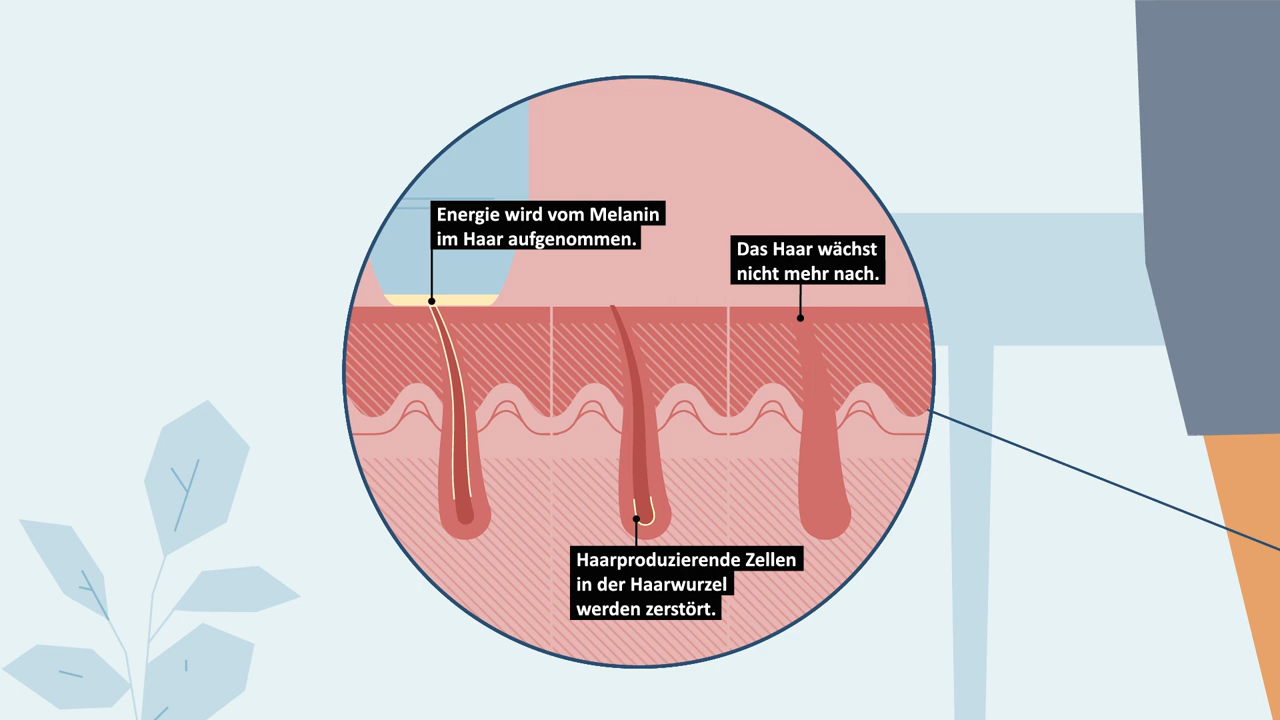 Energie wird vom Melanin
im Haar aufgenommen.
Das Haar wächst
nicht mehr nach.
Haarproduzierende Zellen
in der Haarwurzel
werden zerstört.